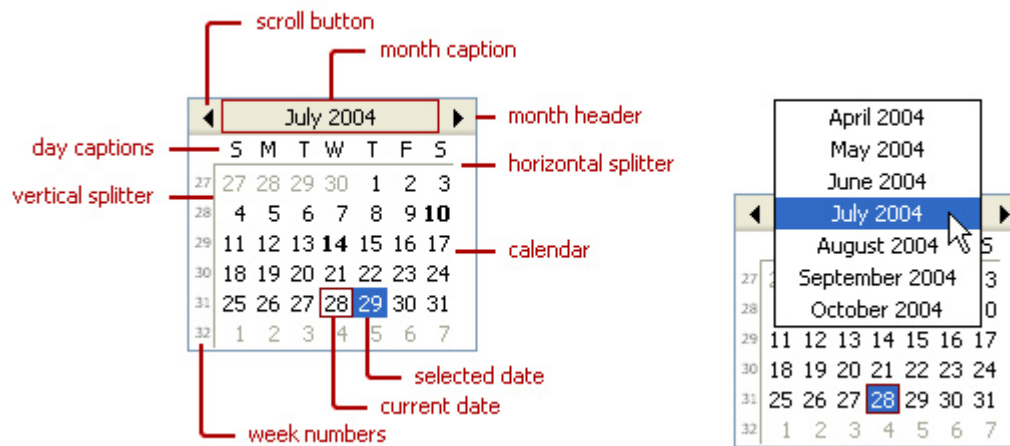 scroll button
month caption
July 2004
month header
day captions
S M T W T F S
horizontal splitter
vertical splitter
27 27 28 29 30 1 2 3
28 4 5 6 7 8 9 10
29 11 12 13 14 15 16 17
calendar
30 18 19 20 21 22 23 24
31 25 26 27 28 29 30 31
32 1 2 3 4 5 6 7
selected date
current date
week numbers
April 2004
May 2004
June 2004
July 2004
August 2004
S
September 2004
October 2004
27 3
28 0
29 11 12 13 14 15 16 17
30 18 19 20 21 22 23 24
31 25 26 27 28 29 30 31
32 1 2 3 4 5 6 7